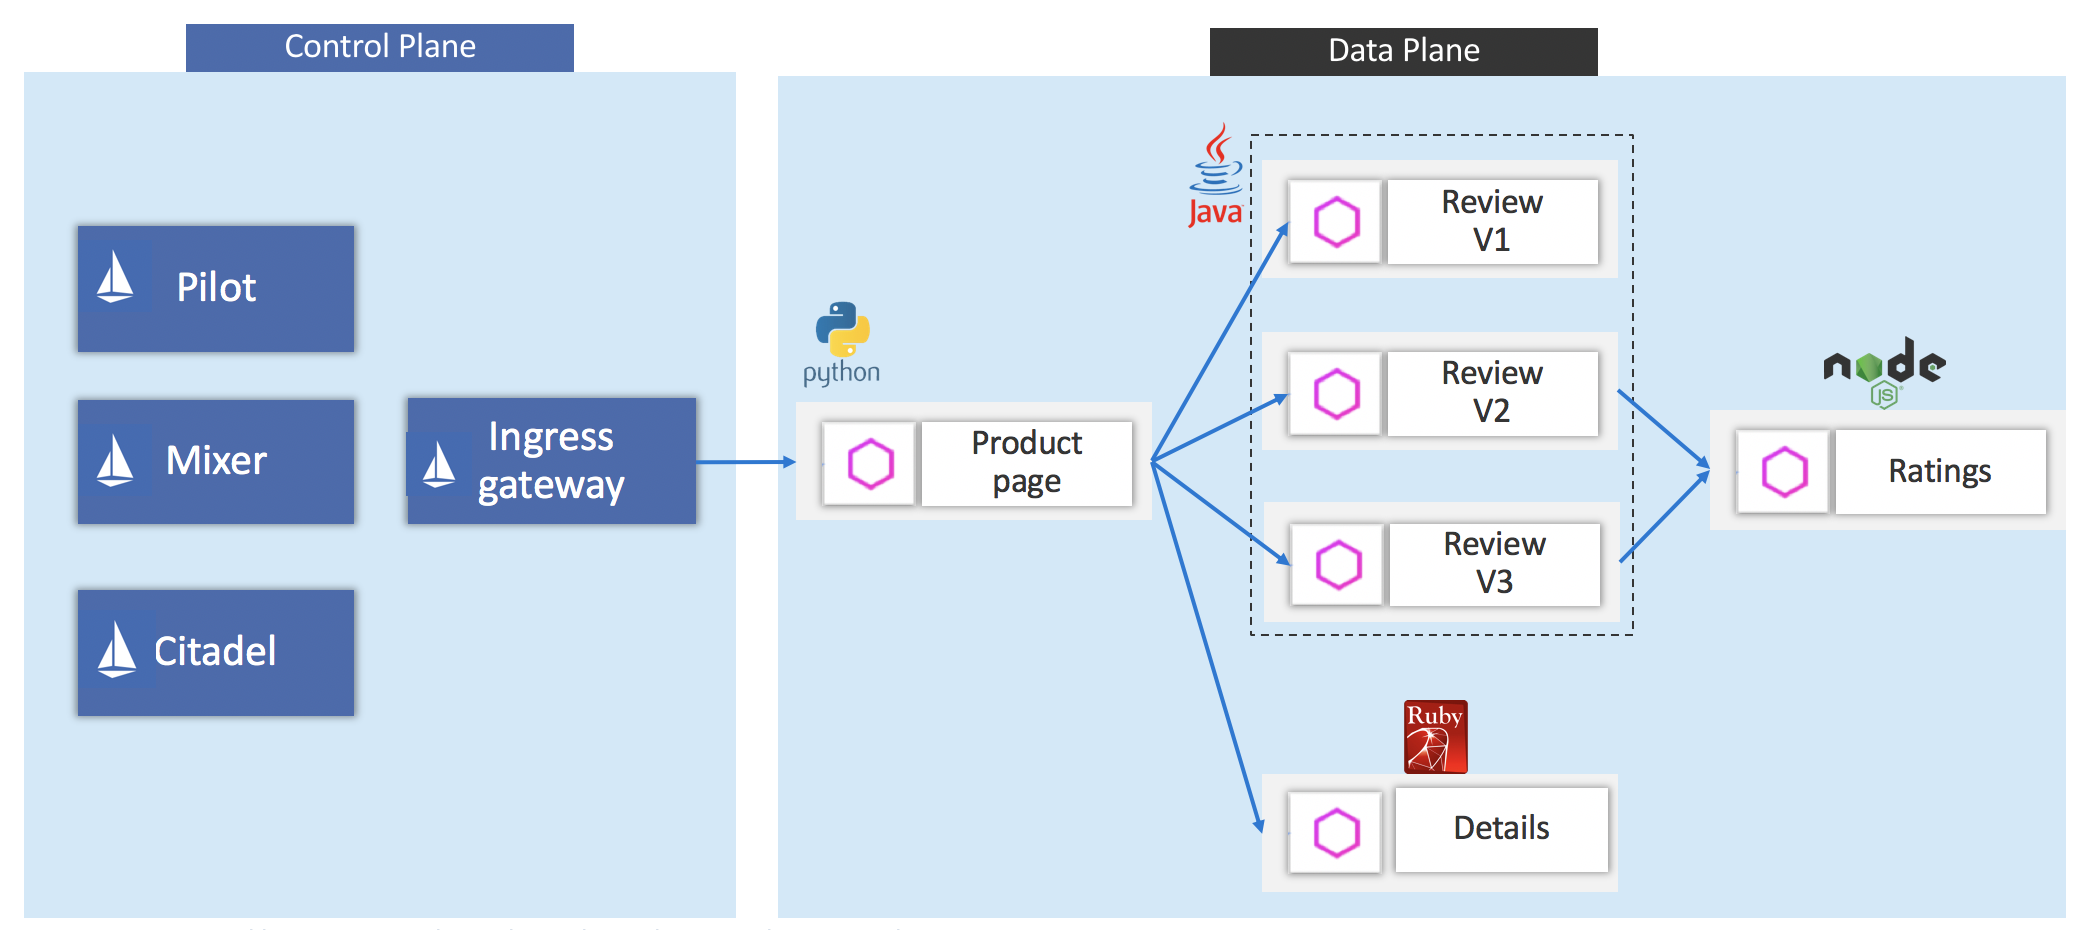 Control Plane
Data Plane
Java
Review
V1
Pilot
python
Review
V2
node
JS
Mixer
Ingress
gateway
Product
page
Ratings
Review
V3
Citadel
Ruby
Details